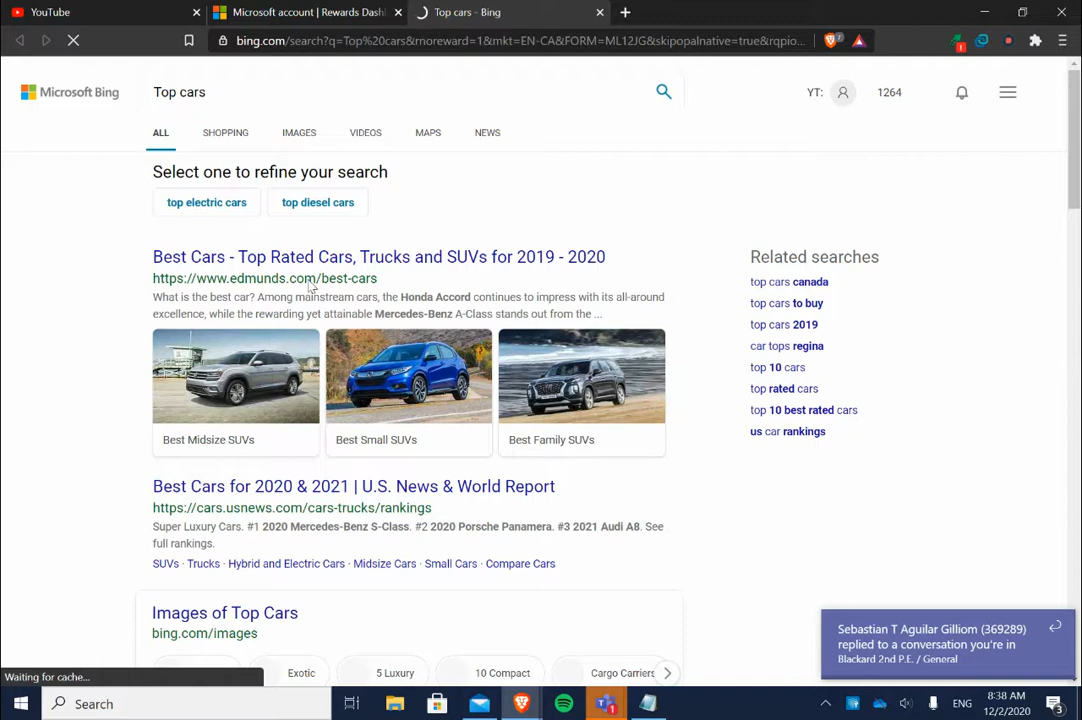 YouTube
Microsoft account | Rewards Dash
Top cars - Bing
bing.com/search?q=Top%20cars&rnoreward=1&mkt=EN-CA&FORM=ML12JG&skipopalnative=true&rqpio...
Microsoft Bing
Top cars
YT:
1264
ALL
SHOPPING
IMAGES
VIDEOS
MAPS
NEWS
Select one to refine your search
top electric cars
top diesel cars
Best Cars - Top Rated Cars, Trucks and SUVs for 2019 - 2020
https://www.edmunds.com/best-cars
What is the best car? Among mainstream cars, the Honda Accord continues to impress with its all-around
excellence, while the rewarding yet attainable Mercedes-Benz A-Class stands out from the ...
Best Midsize SUVs
Best Small SUVs
Best Family SUVs
Best Cars for 2020 & 2021 | U.S. News & World Report
https://cars.usnews.com/cars-trucks/rankings
Super Luxury Cars. #1 2020 Mercedes-Benz S-Class. #2 2020 Porsche Panamera. #3 2021 Audi A8. See
full rankings.
SUVs · Trucks · Hybrid and Electric Cars · Midsize Cars · Small Cars · Compare Cars
Images of Top Cars
bing.com/images
Exotic
5 Luxury
10 Compact
Cargo Carriers
Related searches
top cars canada
top cars to buy
top cars 2019
car tops regina
top 10 cars
top rated cars
top 10 best rated cars
us car rankings
Sebastian T Aguilar Gilliom (369289)
replied to a conversation you're in
Blackard 2nd P.E. / General
Waiting for cache...
Search
ENG
8:38 AM
12/2/2020
3